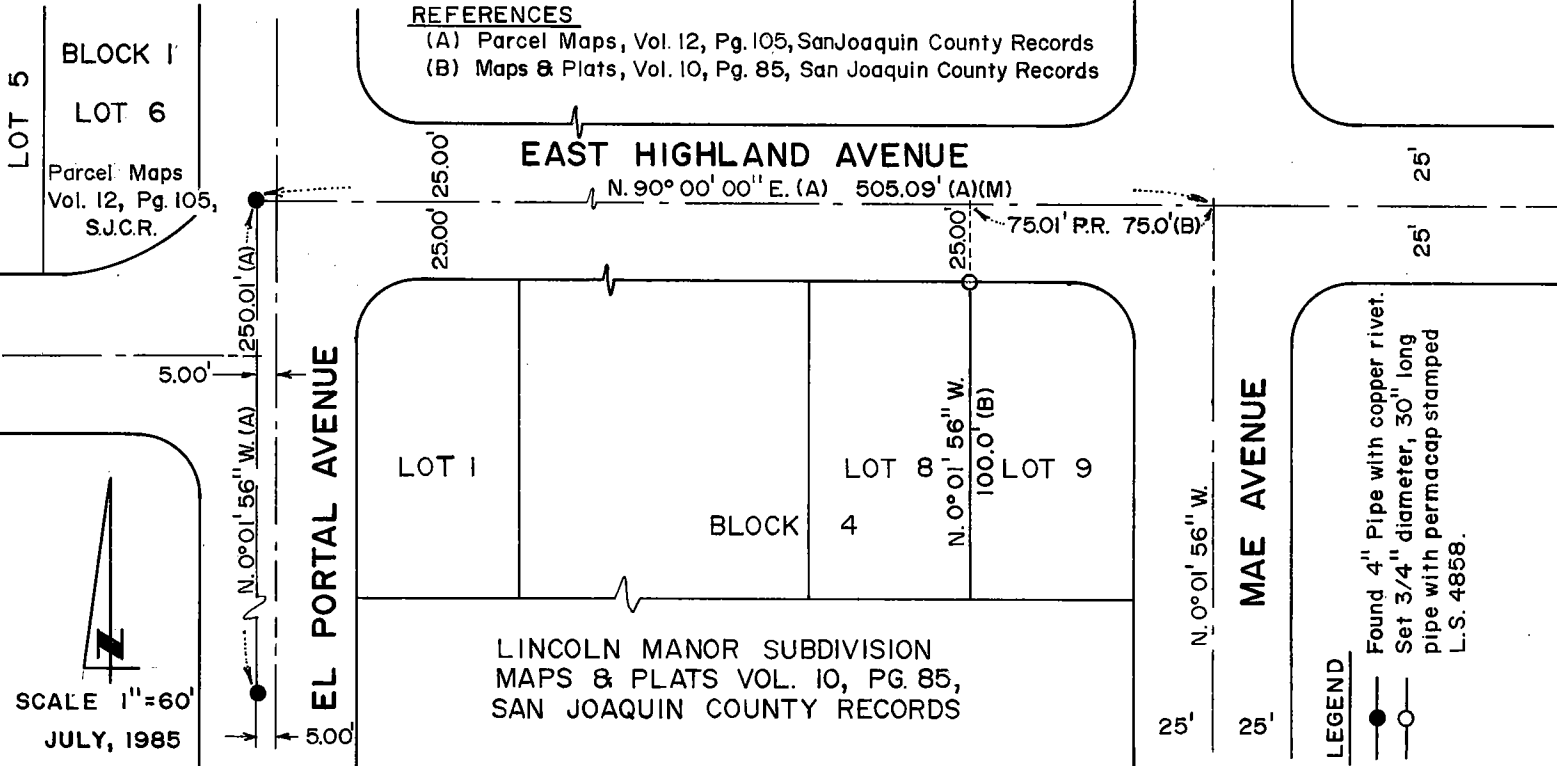 REFERENCES
(A) Parcel Maps, Vol. 12, Pg. 105, San Joaquin County Records
(B) Maps & Plats, Vol. 10, Pg. 85, San Joaquin County Records
LOT 5
BLOCK 1
LOT 6
Parcel Maps
Vol. 12, Pg. 105,
S.J.C.R.
EAST HIGHLAND AVENUE
N. 90° 00' 00" E. (A) 505.09' (A)(M)
75.01' P.R. 75.0' (B)
25.00'
25.00'
25.00'
25'
25'
250.01' (A)
5.00'
N. 0° 01' 56" W. (A)
EL PORTAL AVENUE
5.00'
LOT 1
LOT 8
LOT 9
BLOCK 4
N. 0° 01' 56" W.
100.0' (B)
N. 0° 01' 56" W.
MAE AVENUE
25'
25'
LINCOLN MANOR SUBDIVISION
MAPS & PLATS VOL. 10, PG. 85,
SAN JOAQUIN COUNTY RECORDS
N
SCALE 1"=60'
JULY, 1985
LEGEND
Found 4" Pipe with copper rivet.
Set 3/4" diameter, 30" long
pipe with permacap stamped
L.S. 4858.